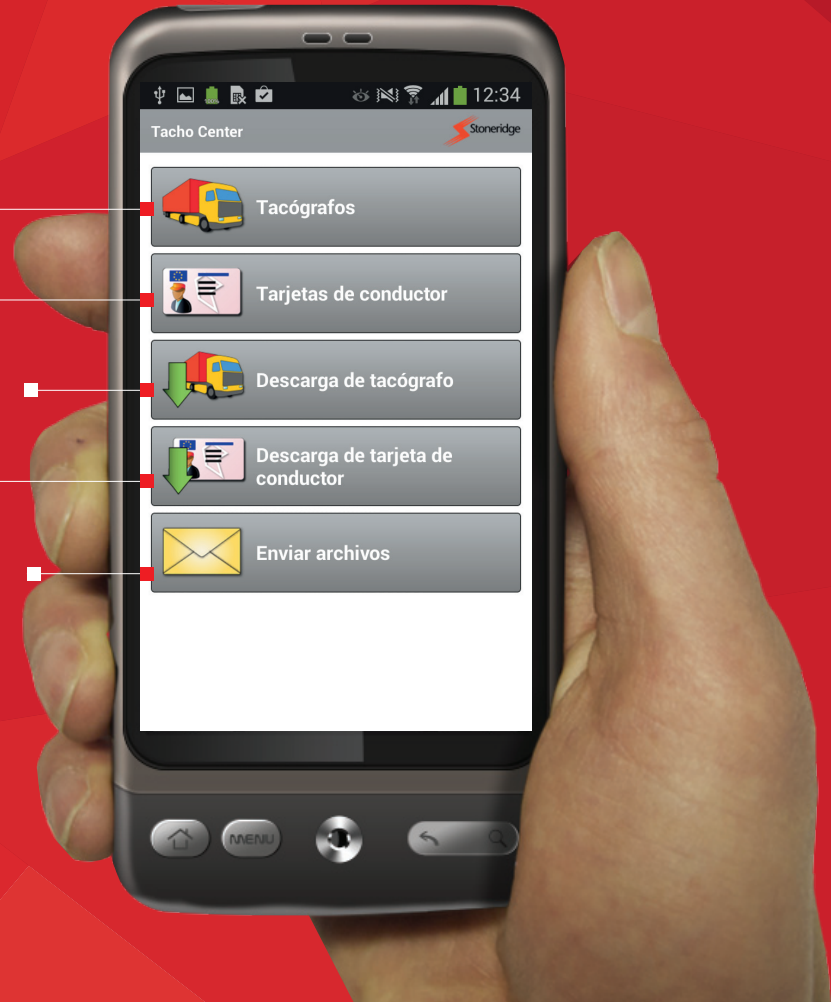 12:34
Tacho Center
Stoneridge
Tacógrafos
Tarjetas de conductor
Descarga de tacógrafo
Descarga de tarjeta de
conductor
Enviar archivos
MENU